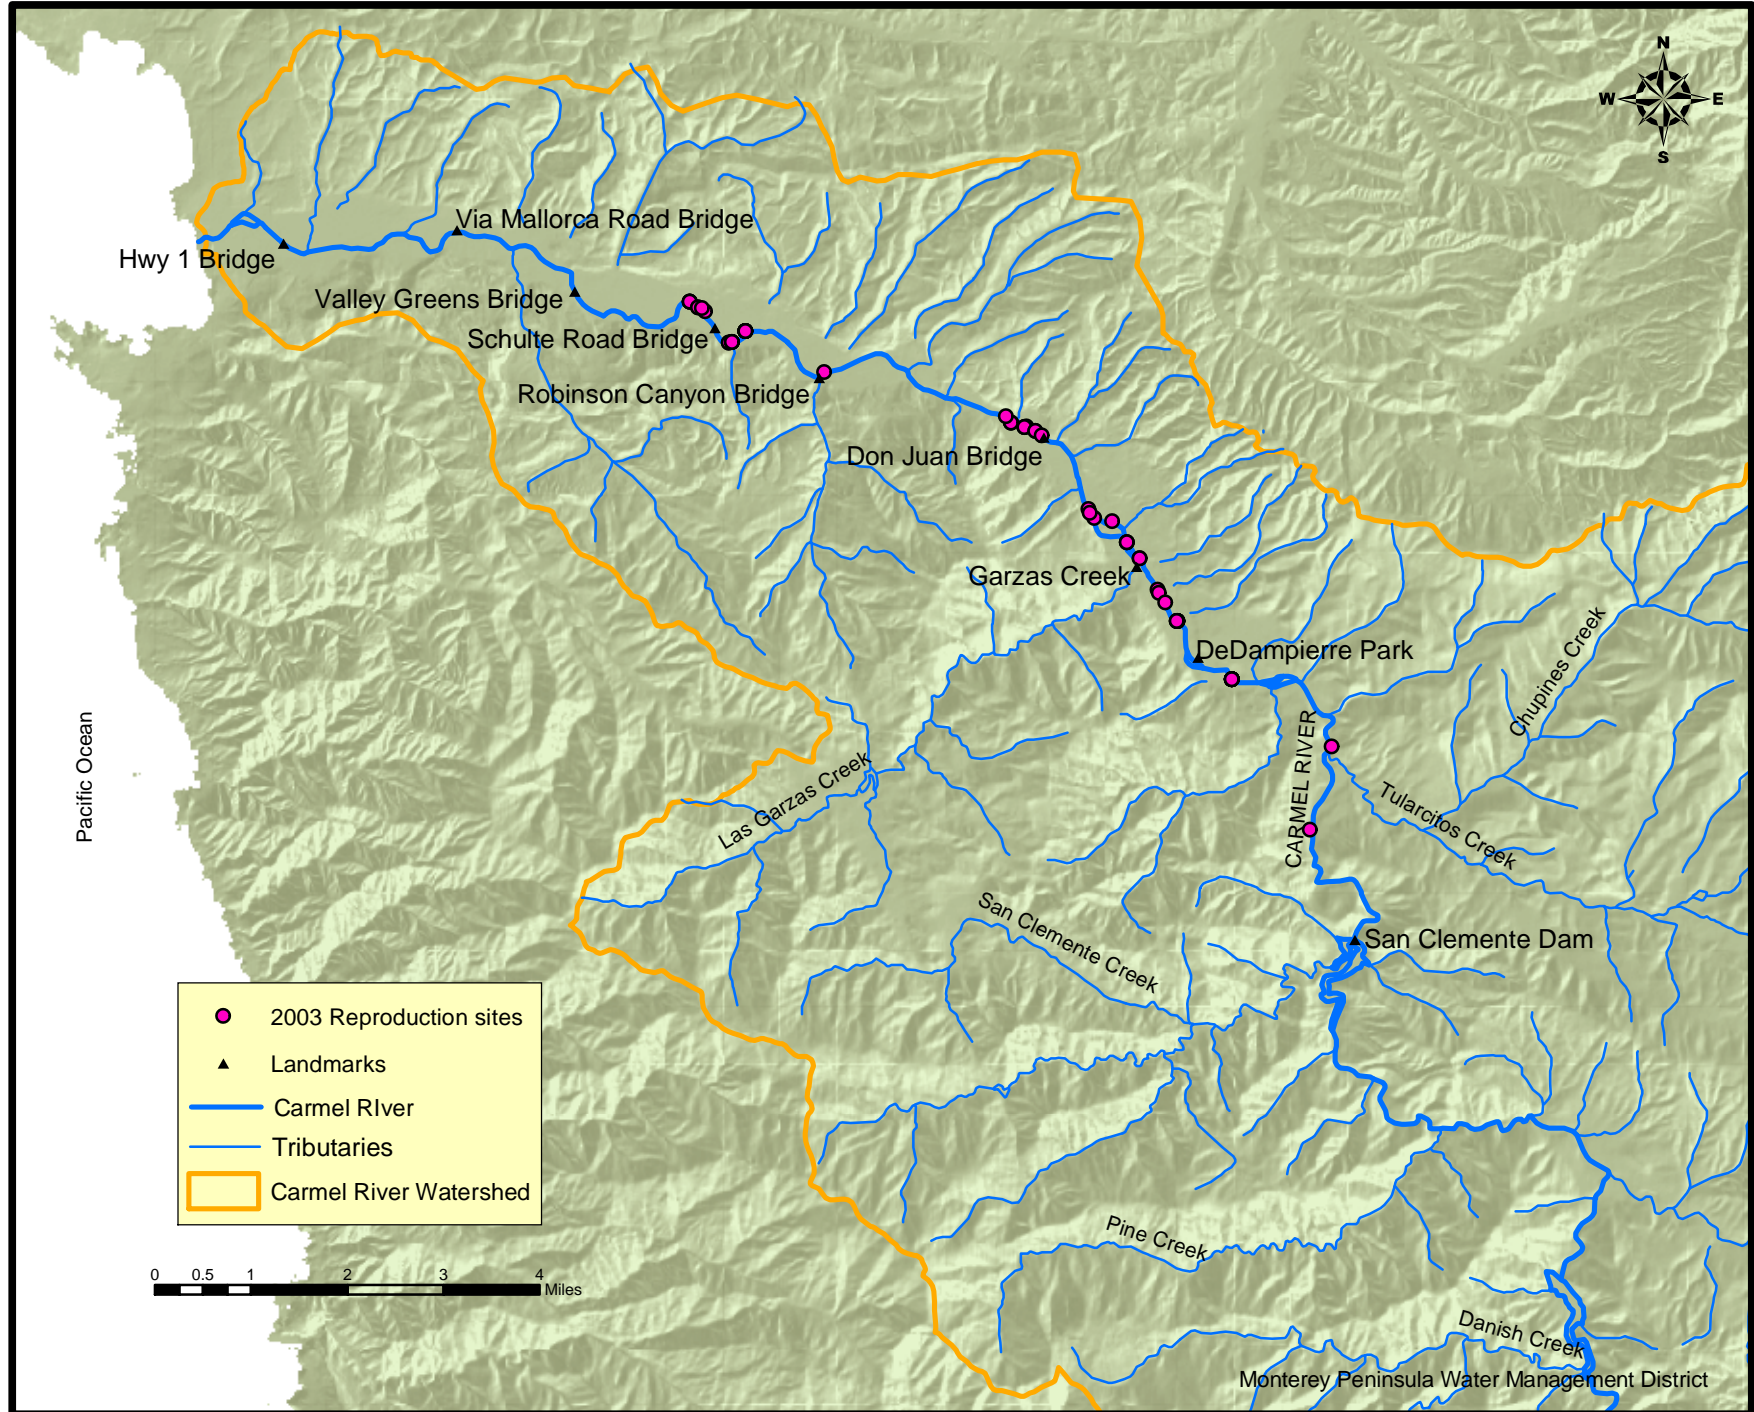 N
W E
S
Via Mallorca Road Bridge
Hwy 1 Bridge
Valley Greens Bridge
Schulte Road Bridge
Robinson Canyon Bridge
Don Juan Bridge
Garzas Creek
DeDampierre Park
Chupines Creek
CARMEL RIVER
Pacific Ocean
Las Garzas Creek
Tularcitos Creek
San Clemente Creek
San Clemente Dam
2003 Reproduction sites
Landmarks
Carmel RIver
Tributaries
Carmel River Watershed
Pine Creek
0 0.5 1 2 3 4
Miles
Danish Creek
Monterey Peninsula Water Management District